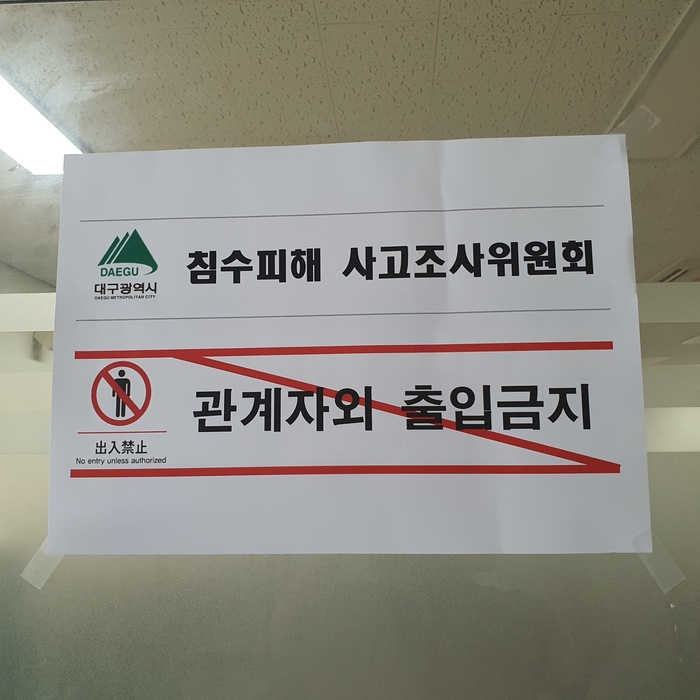 DAEGU
대구광역시
DAEGU METROPOLITAN CITY
침수피해 사고조사위원회
관계자외 출입금지
出入禁止
No entry unless authorized